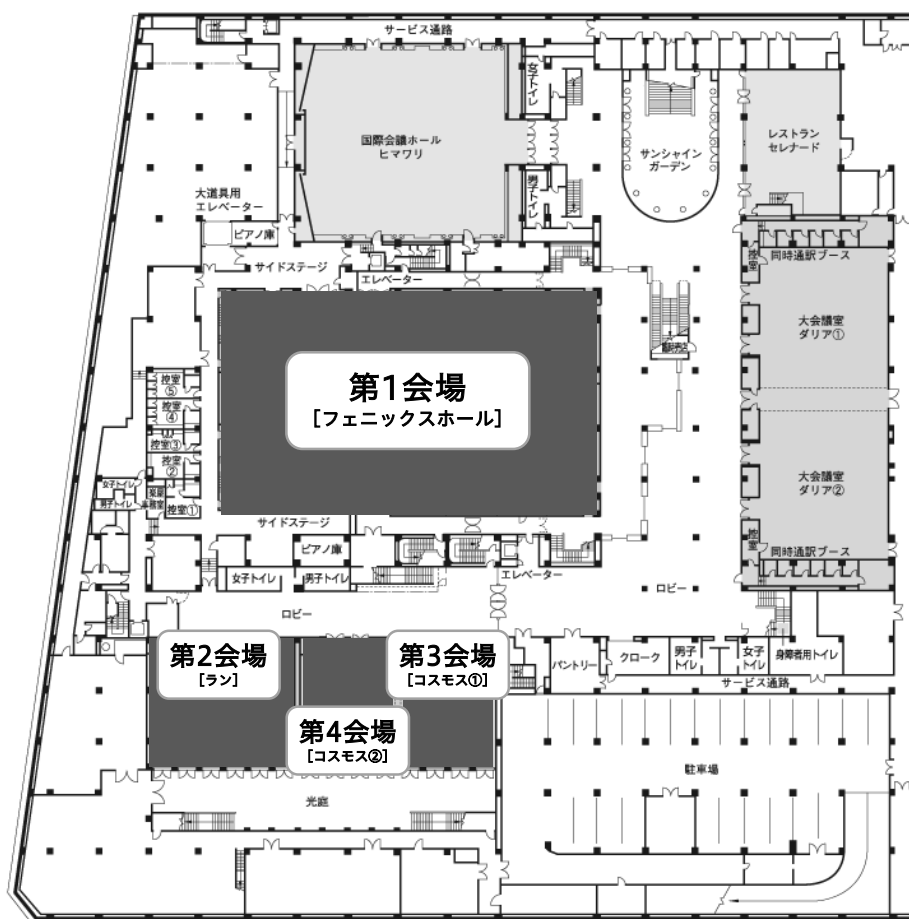 サービス通路
女子トイレ
国際会議ホール
ヒマワリ
サンシャイン
ガーデン
レストラン
セレナード
男子トイレ
大道具用
エレベーター
ピアノ庫
サイドステージ
エレベーター
控室
同時通訳ブース
大会議室
ダリア①
第1会場
[フェニックスホール]
控室
⑤
控室
④
控室③
控室
②
控室①
女子トイレ
男子トイレ
楽屋
事務室
大会議室
ダリア②
控室
同時通訳ブース
サイドステージ
ピアノ庫
エレベーター
女子トイレ
男子トイレ
ロビー
ロビー
第2会場
[ラン]
第3会場
[コスモス①]
第4会場
[コスモス②]
パントリー
クローク
男子
トイレ
女子
トイレ
身障者用トイレ
サービス通路
駐車場
光庭